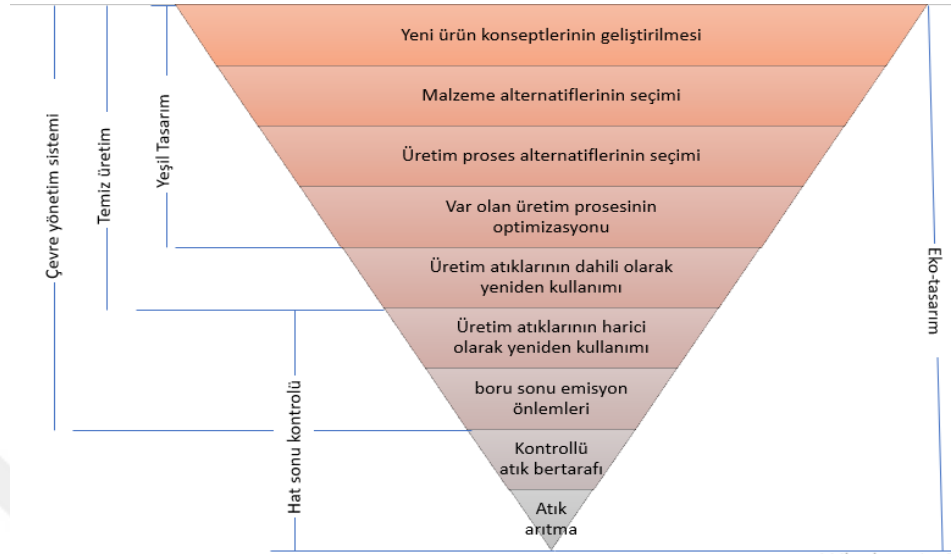 Yeni ürün konseptlerinin geliştirilmesi
Malzeme alternatiflerinin seçimi
Üretim proses alternatiflerinin seçimi
Var olan üretim prosesinin
optimizasyonu
Üretim atıklarının dahili olarak
yeniden kullanımı
Üretim atıklarının harici
olarak yeniden kullanımı
boru sonu emisyon
önlemleri
Kontrollü
atık bertarafı
Atık
arıtma
Çevre yönetim sistemi
Temiz üretim
Yeşil Tasarım
Hat sonu kontrolü
Eko-tasarım